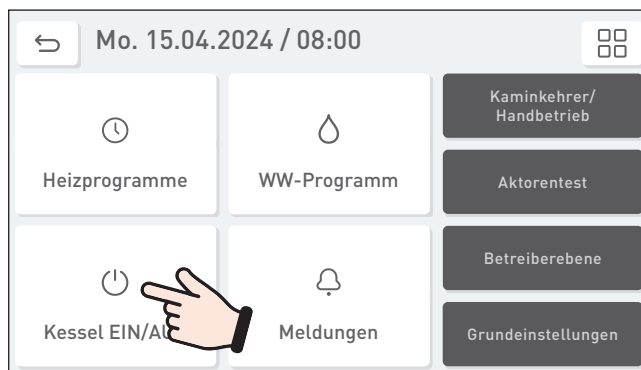 Mo. 15.04.2024 / 08:00
Heizprogramme
WW-Programm
Kaminkehrer/
Handbetrieb
Aktorentest
Kessel EIN/AU
Meldungen
Betreiberebene
Grundeinstellungen